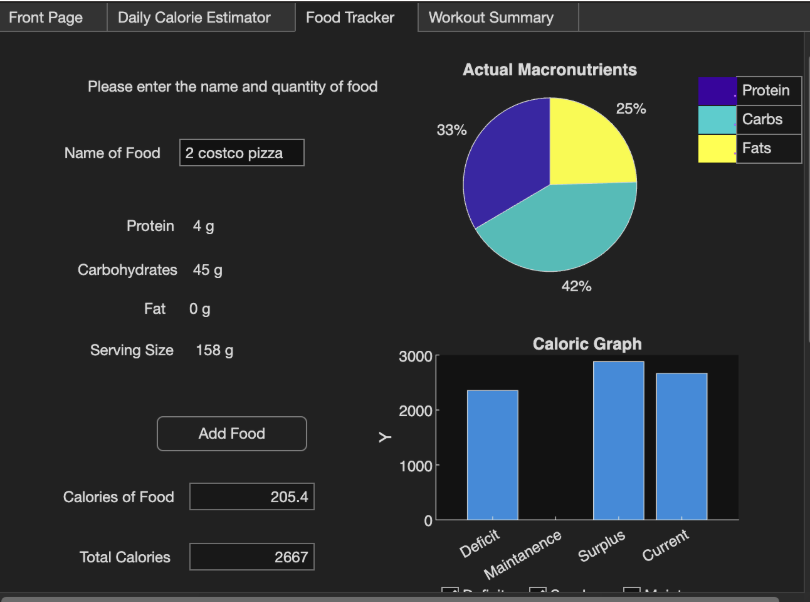 Front Page
Daily Calorie Estimator
Food Tracker
Workout Summary
Please enter the name and quantity of food
Name of Food
2 costco pizza
Protein 4 g
Carbohydrates 45 g
Fat 0 g
Serving Size 158 g
Add Food
Calories of Food 205.4
Total Calories 2667
Actual Macronutrients
33%
25%
42%
Protein
Carbs
Fats
Caloric Graph
Y
3000
2000
1000
0
Deficit
Maintanence
Surplus
Current